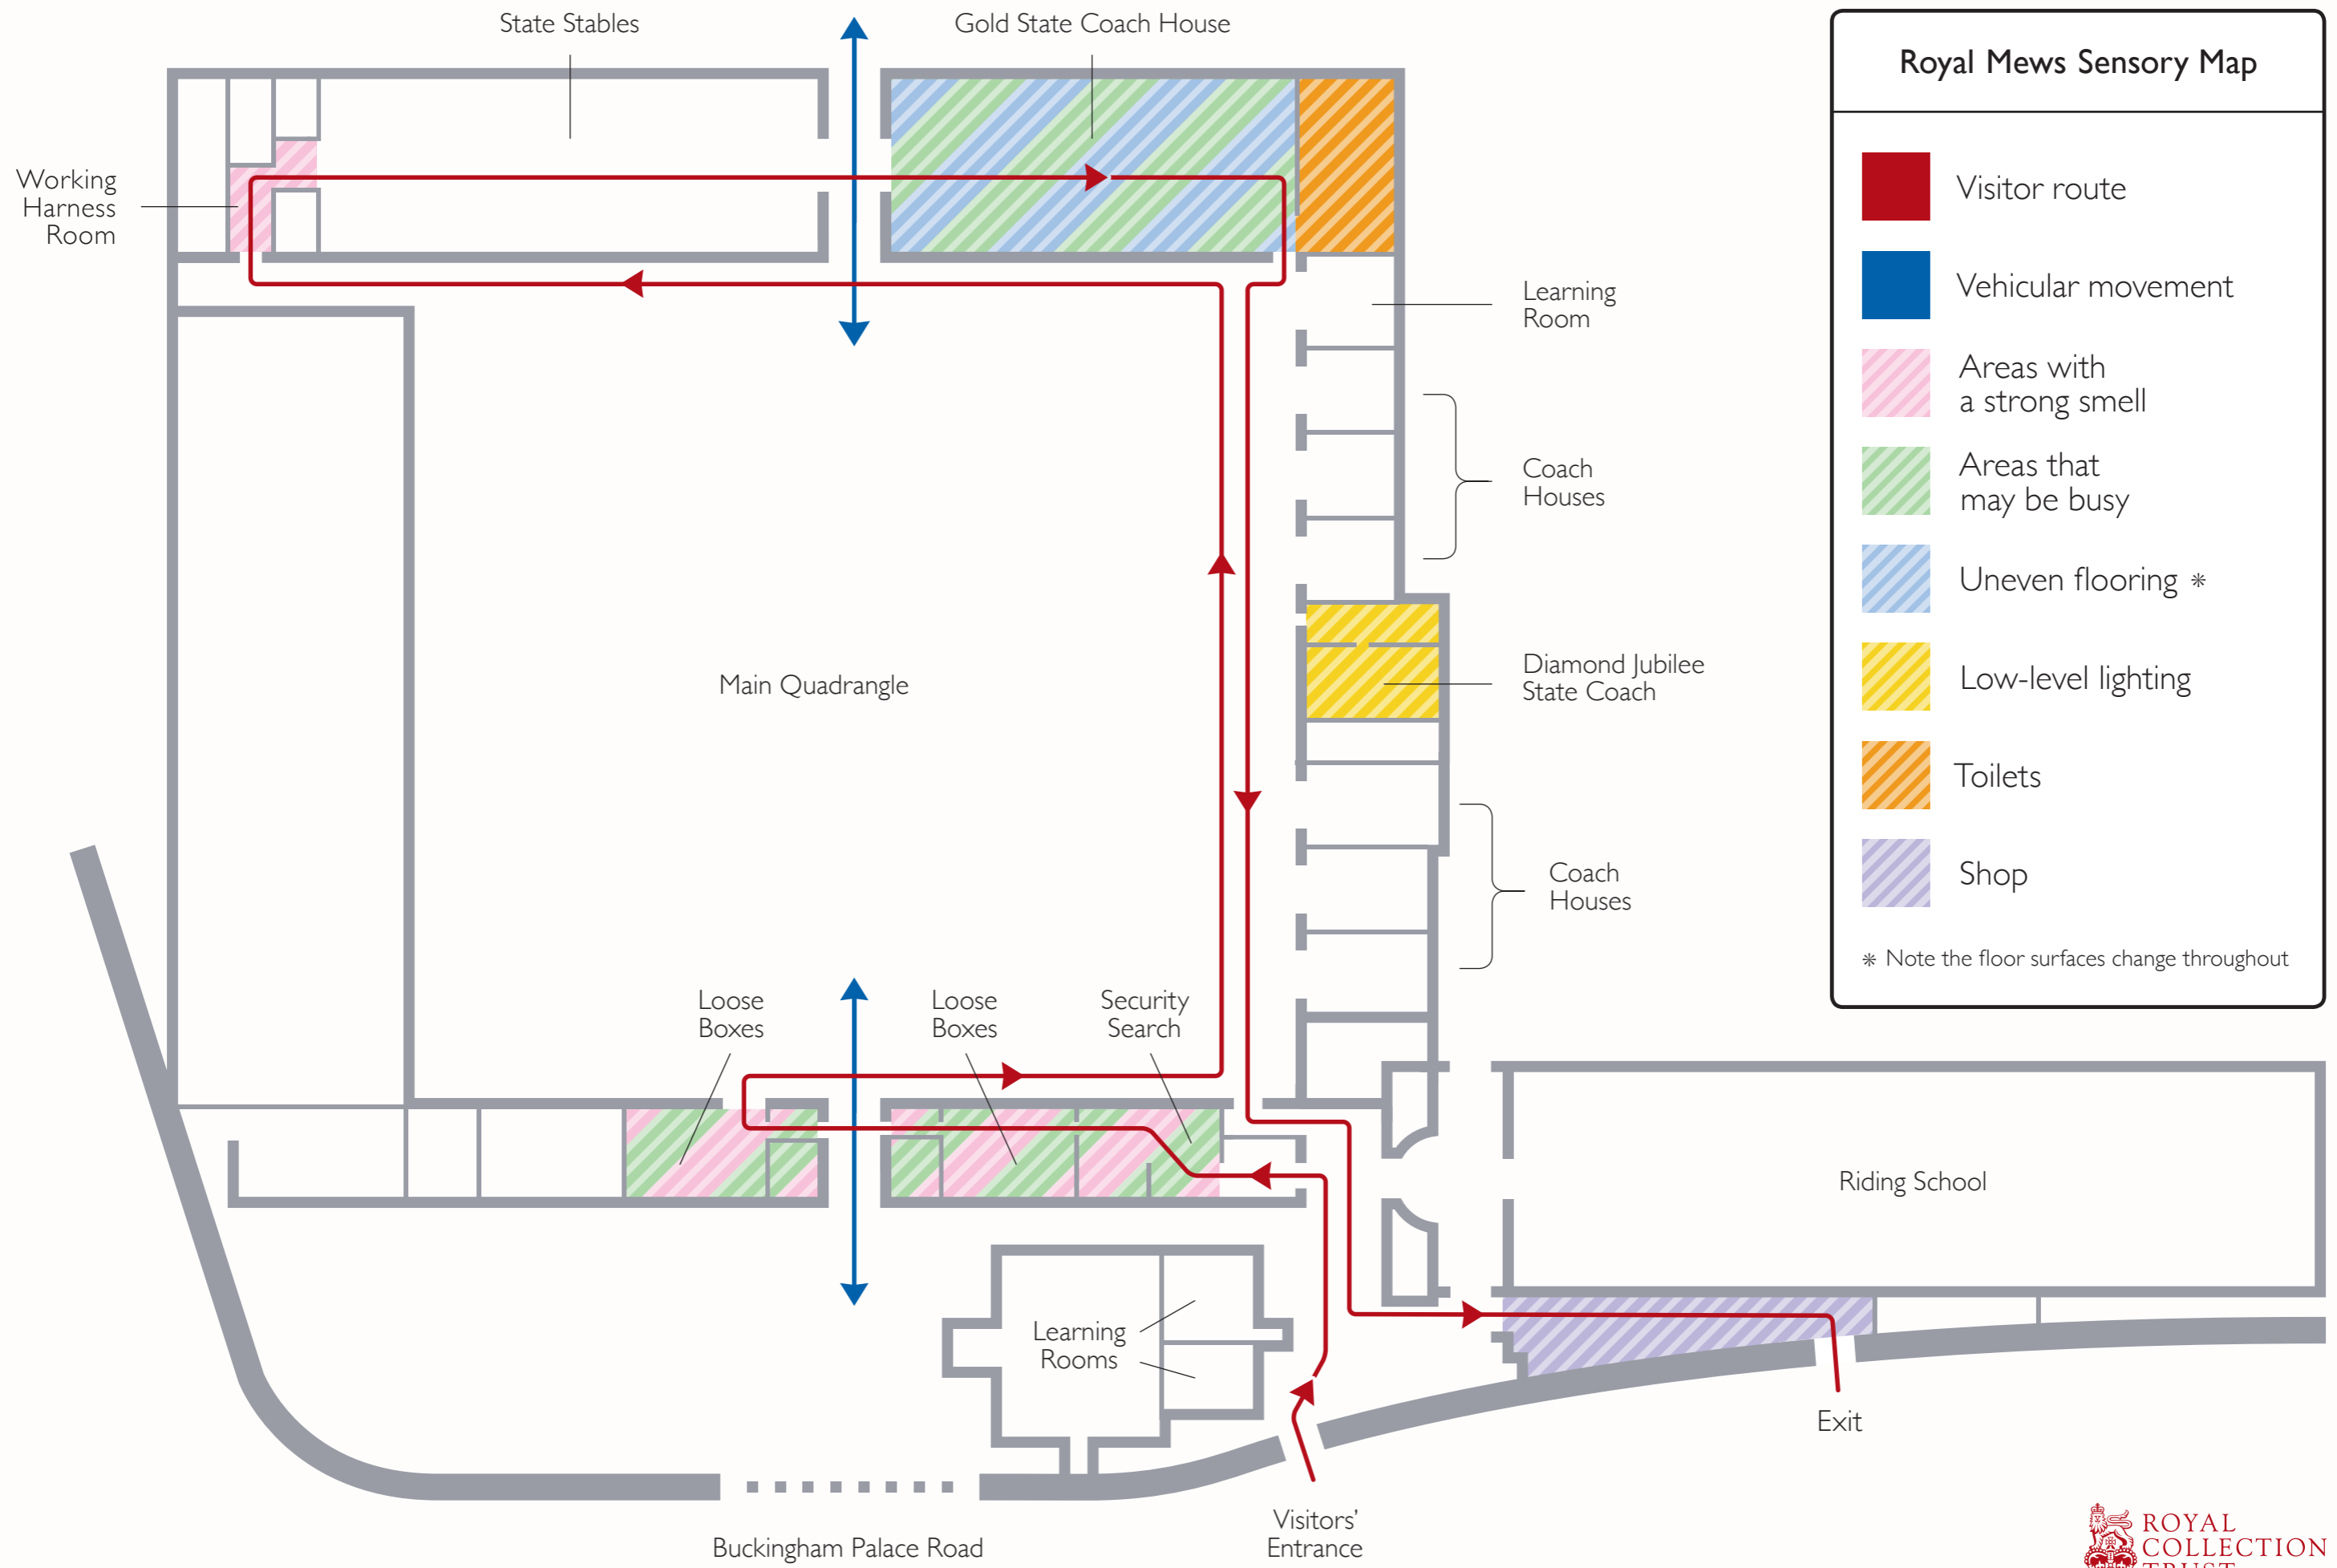 State Stables
Gold State Coach House
Working
Harness
Room
Learning
Room
Coach
Houses
Main Quadrangle
Diamond Jubilee
State Coach
Coach
Houses
Loose
Boxes
Loose
Boxes
Security
Search
Riding School
Learning
Rooms
Exit
Visitors'
Entrance
Buckingham Palace Road
Royal Mews Sensory Map
Visitor route
Vehicular movement
Areas with
a strong smell
Areas that
may be busy
Uneven flooring *
Low-level lighting
Toilets
Shop
* Note the floor surfaces change throughout
ROYAL
COLLECTION
TRUST